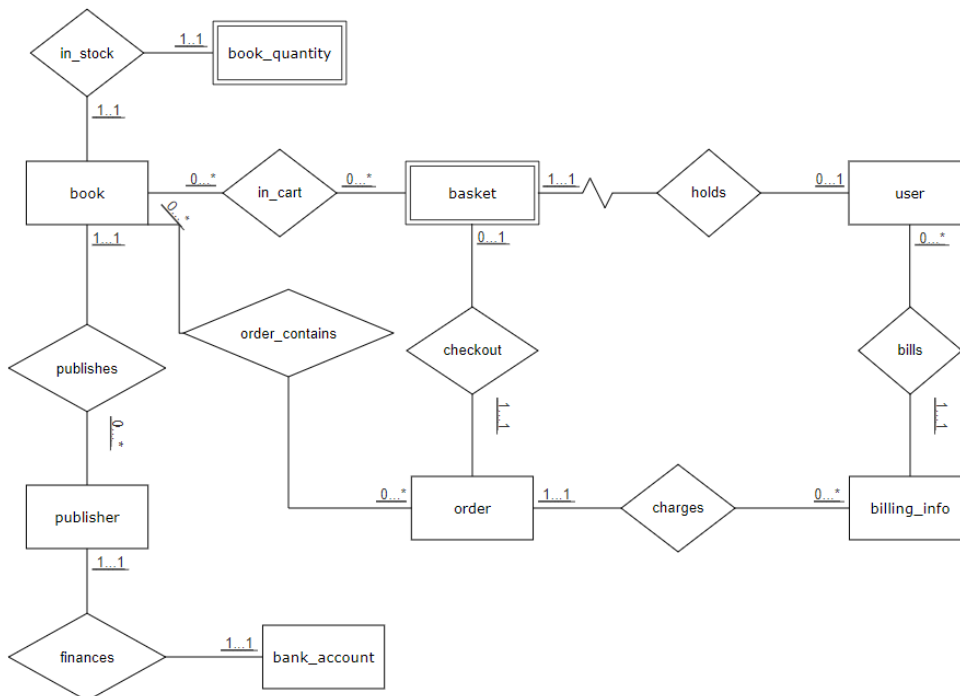 in_stock
1..1
book_quantity
1...1
book
0...*
in_cart
0...*
basket
1...1
holds
0...1
user
0...*
1...1
0...1
0...*
publishes
order_contains
checkout
bills
0...*
1...1
1...1
publisher
0...*
order
1...1
charges
0...*
billing_info
1...1
finances
1...1
bank_account